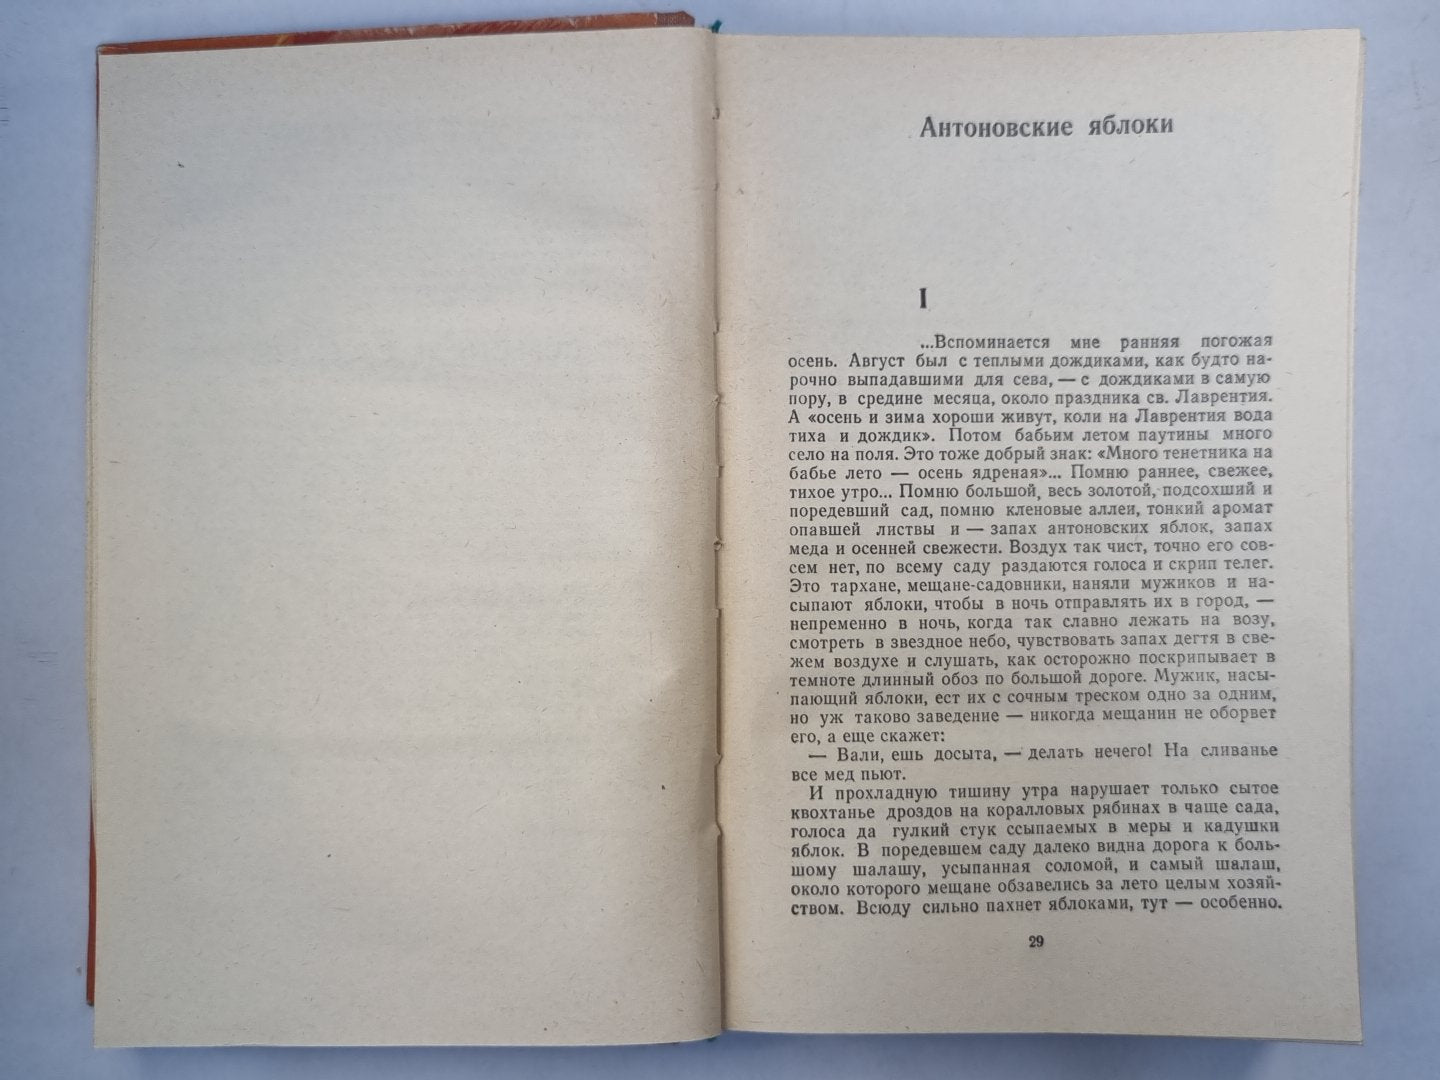 Антоновские яблоки
I
...Вспоминается мне ранняя погожая
осень. Август был с теплыми дождиками, как будто на-
рочно выпадавшими для сева, — с дождиками в самую
пору, в средине месяца, около праздника св. Лаврентия.
А «осень и зима хороши живут, коли на Лаврентия вода
тиха и дождик». Потом бабьим летом паутины много
село на поля. Это тоже добрый знак: «Много тенетника на
бабье лето — осень ядреная»... Помню раннее, свежее,
тихое утро... Помню большой, весь золотой, подсохший и
поредевший сад, помню кленовые аллеи, тонкий аромат
опавшей листвы и — запах антоновских яблок, запах
меда и осенней свежести. Воздух так чист, точно его сов-
сем нет, по всему саду раздаются голоса и скрип телег.
Это тархане, мещане-садовники, наняли мужиков и на-
сыпают яблоки, чтобы в ночь отправлять их в город, —
непременно в ночь, когда так славно лежать на возу,
смотреть в звездное небо, чувствовать запах дегтя в све-
жем воздухе и слушать, как осторожно поскрипывает в
темноте длинный обоз по большой дороге. Мужик, насы-
пающий яблоки, ест их с сочным треском одно за одним,
но уж таково заведение — никогда мещанин не оборвет
его, а еще скажет:
— Вали, ешь досыта, — делать нечего! На сливанье
все мед пьют.
И прохладную тишину утра нарушает только сытое
квохтанье дроздов на коралловых рябинах в чаще сада,
голоса да гулкий стук ссыпаемых в меры и кадушки
яблок. В поредевшем саду далеко видна дорога к боль-
шому шалашу, усыпанная соломой, и самый шалаш,
около которого мещане обзавелись за лето целым хозяй-
ством. Всюду сильно пахнет яблоками, тут — особенно.
29